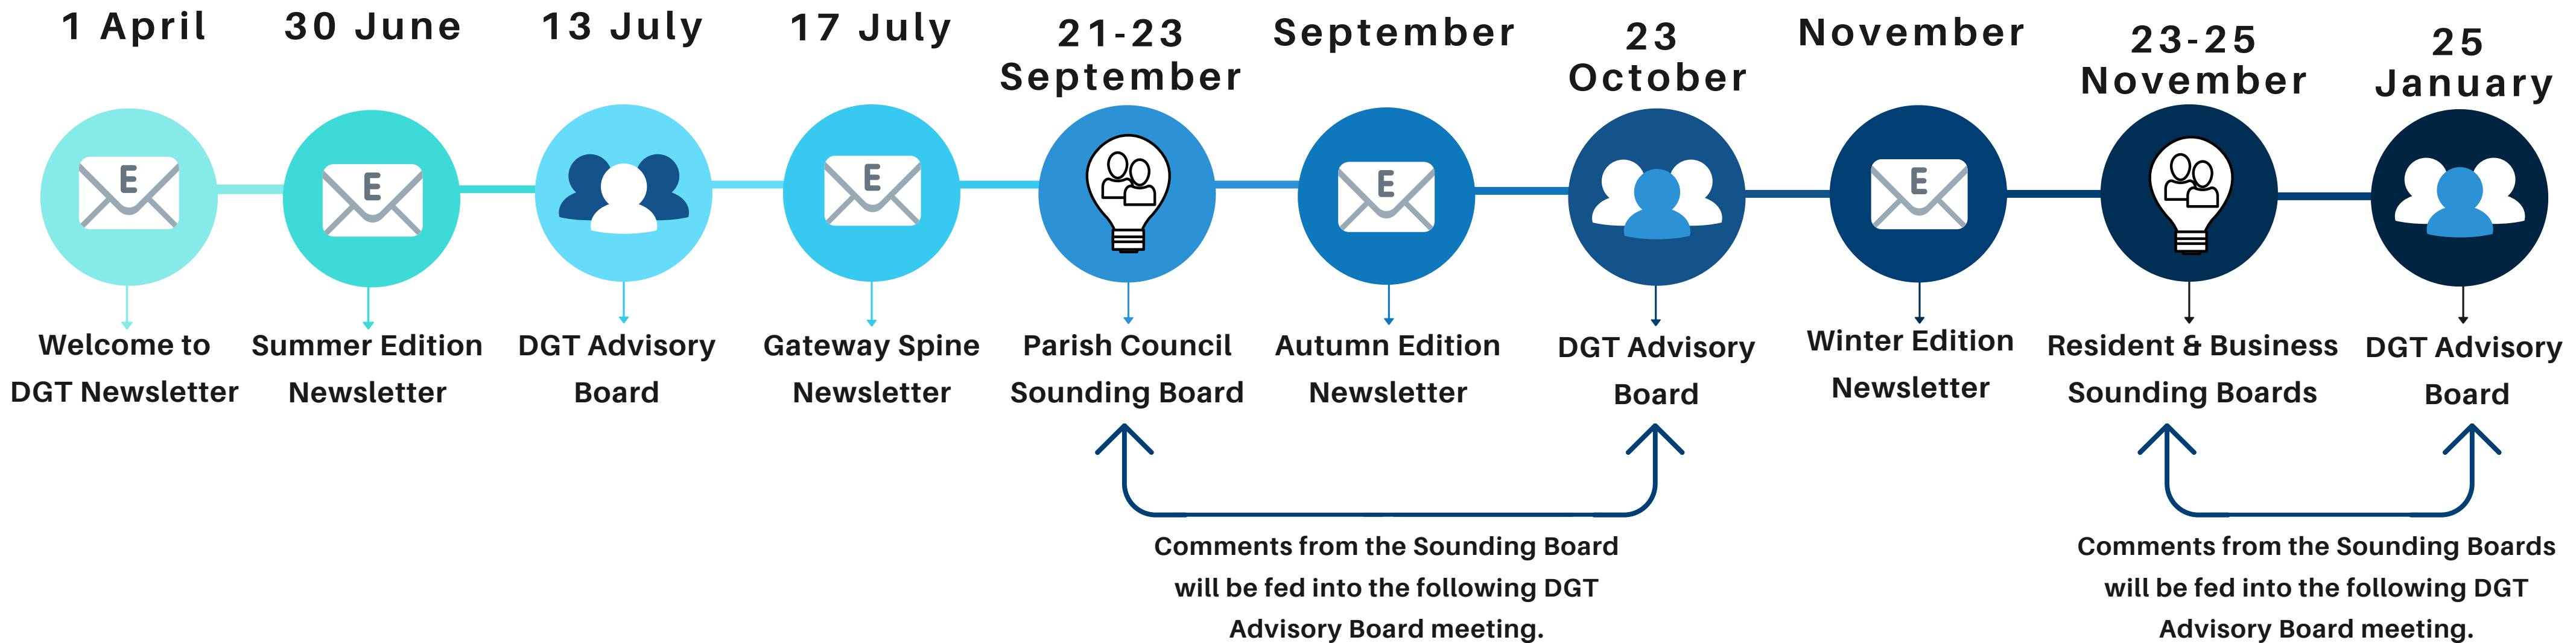 1 April
30 June
13 July
17 July
21-23
September
September
23
October
November
23-25
November
25
January
E
E
E
E
E
Welcome to
DGT Newsletter
Summer Edition
Newsletter
DGT Advisory
Board
Gateway Spine
Newsletter
Parish Council
Sounding Board
Autumn Edition
Newsletter
DGT Advisory
Board
Winter Edition
Newsletter
Resident & Business
Sounding Boards
DGT Advisory
Board
Comments from the Sounding Board
will be fed into the following DGT
Advisory Board meeting.
Comments from the Sounding Boards
will be fed into the following DGT
Advisory Board meeting.